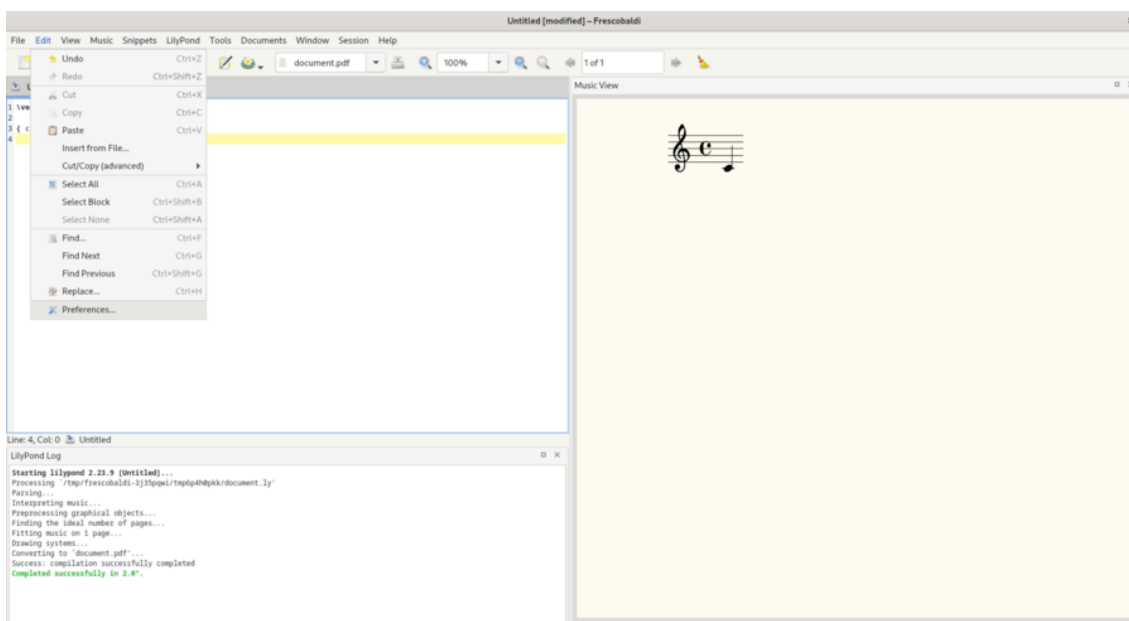 Untitled [modified] – Frescobaldi
File Edit View Music Snippets LilyPond Tools Documents Window Session Help
document.pdf 100% 1 of 1
Undo Ctrl+Z
Redo Ctrl+Shift+Z
Cut Ctrl+X
Copy Ctrl+C
Paste Ctrl+V
Insert from File...
Cut/Copy (advanced)
Select All Ctrl+A
Select Block Ctrl+Shift+B
Select None Ctrl+Shift+A
Find... Ctrl+F
Find Next Ctrl+G
Find Previous Ctrl+Shift+G
Replace... Ctrl+H
Preferences...
1 \ve
2
3 { c
4
Music View
Line: 4, Col: 0 Untitled
LilyPond Log
Starting lilypond 2.23.9 [Untitled]...
Processing `/tmp/frescobaldi-3j35pqwi/tmp6p4h0pkk/document.ly'
Parsing...
Interpreting music...
Preprocessing graphical objects...
Finding the ideal number of pages...
Fitting music on 1 page...
Drawing systems...
Converting to `document.pdf'...
Success: compilation successfully completed
Completed successfully in 2.0".